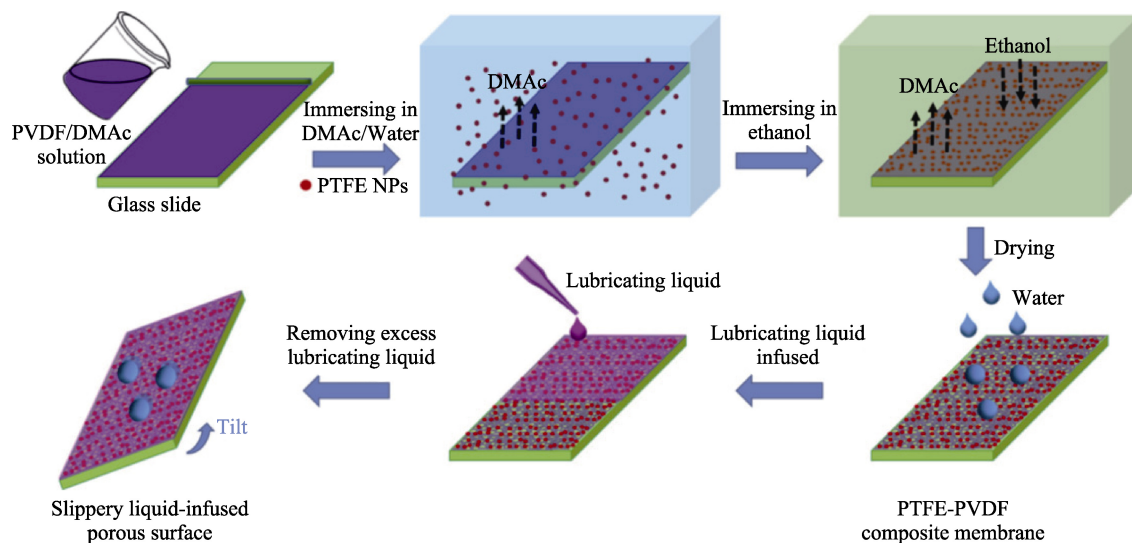 PVDF/DMAc
solution
Glass slide
Immersing in
DMAc/Water
PTFE NPs
DMAc
Immersing in
ethanol
Ethanol
DMAc
Drying
Water
PTFE-PVDF
composite membrane
Lubricating liquid
infused
Lubricating liquid
Removing excess
lubricating liquid
Tilt
Slippery liquid-infused
porous surface